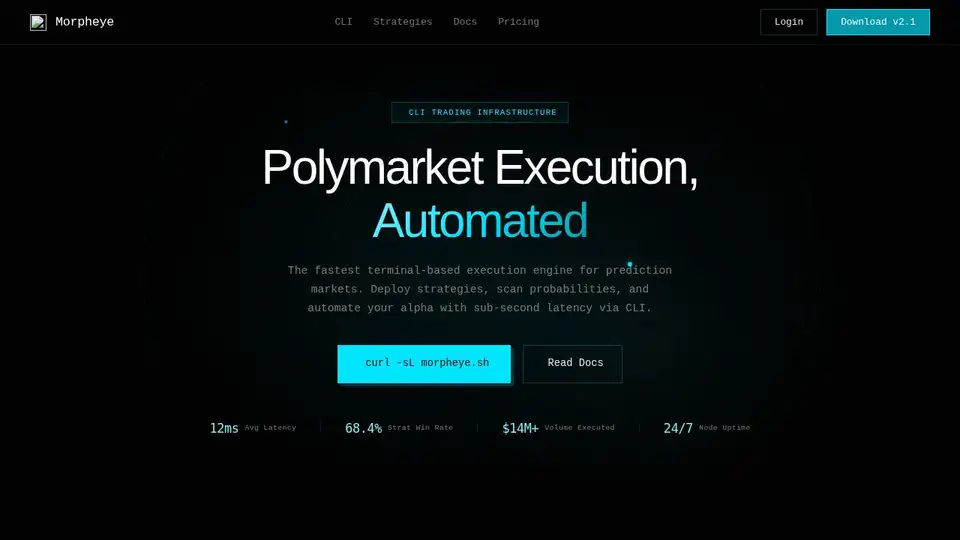 Morpheye
CLI Strategies Docs Pricing
Login
Download v2.1
CLI TRADING INFRASTRUCTURE
Polymarket Execution,
Automated
The fastest terminal-based execution engine for prediction
markets. Deploy strategies, scan probabilities, and
automate your alpha with sub-second latency via CLI.
curl -sL morpheye.sh
Read Docs
12ms Avg Latency
68.4% Strat Win Rate
$14M+ Volume Executed
24/7 Node Uptime